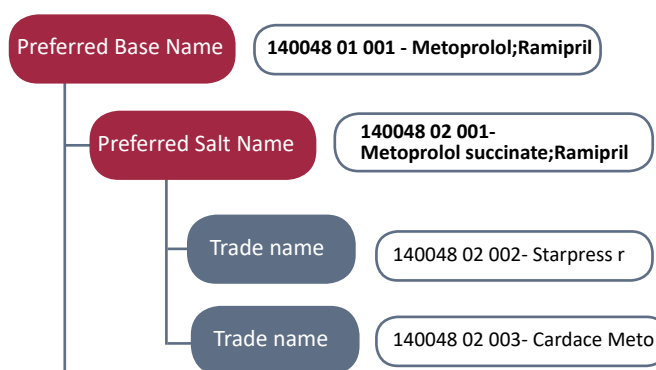 Preferred Base Name
140048 01 001 - Metoprolol;Ramipril
Preferred Salt Name
140048 02 001-
Metoprolol succinate;Ramipril
Trade name
140048 02 002- Starpress r
Trade name
140048 02 003- Cardace Meto